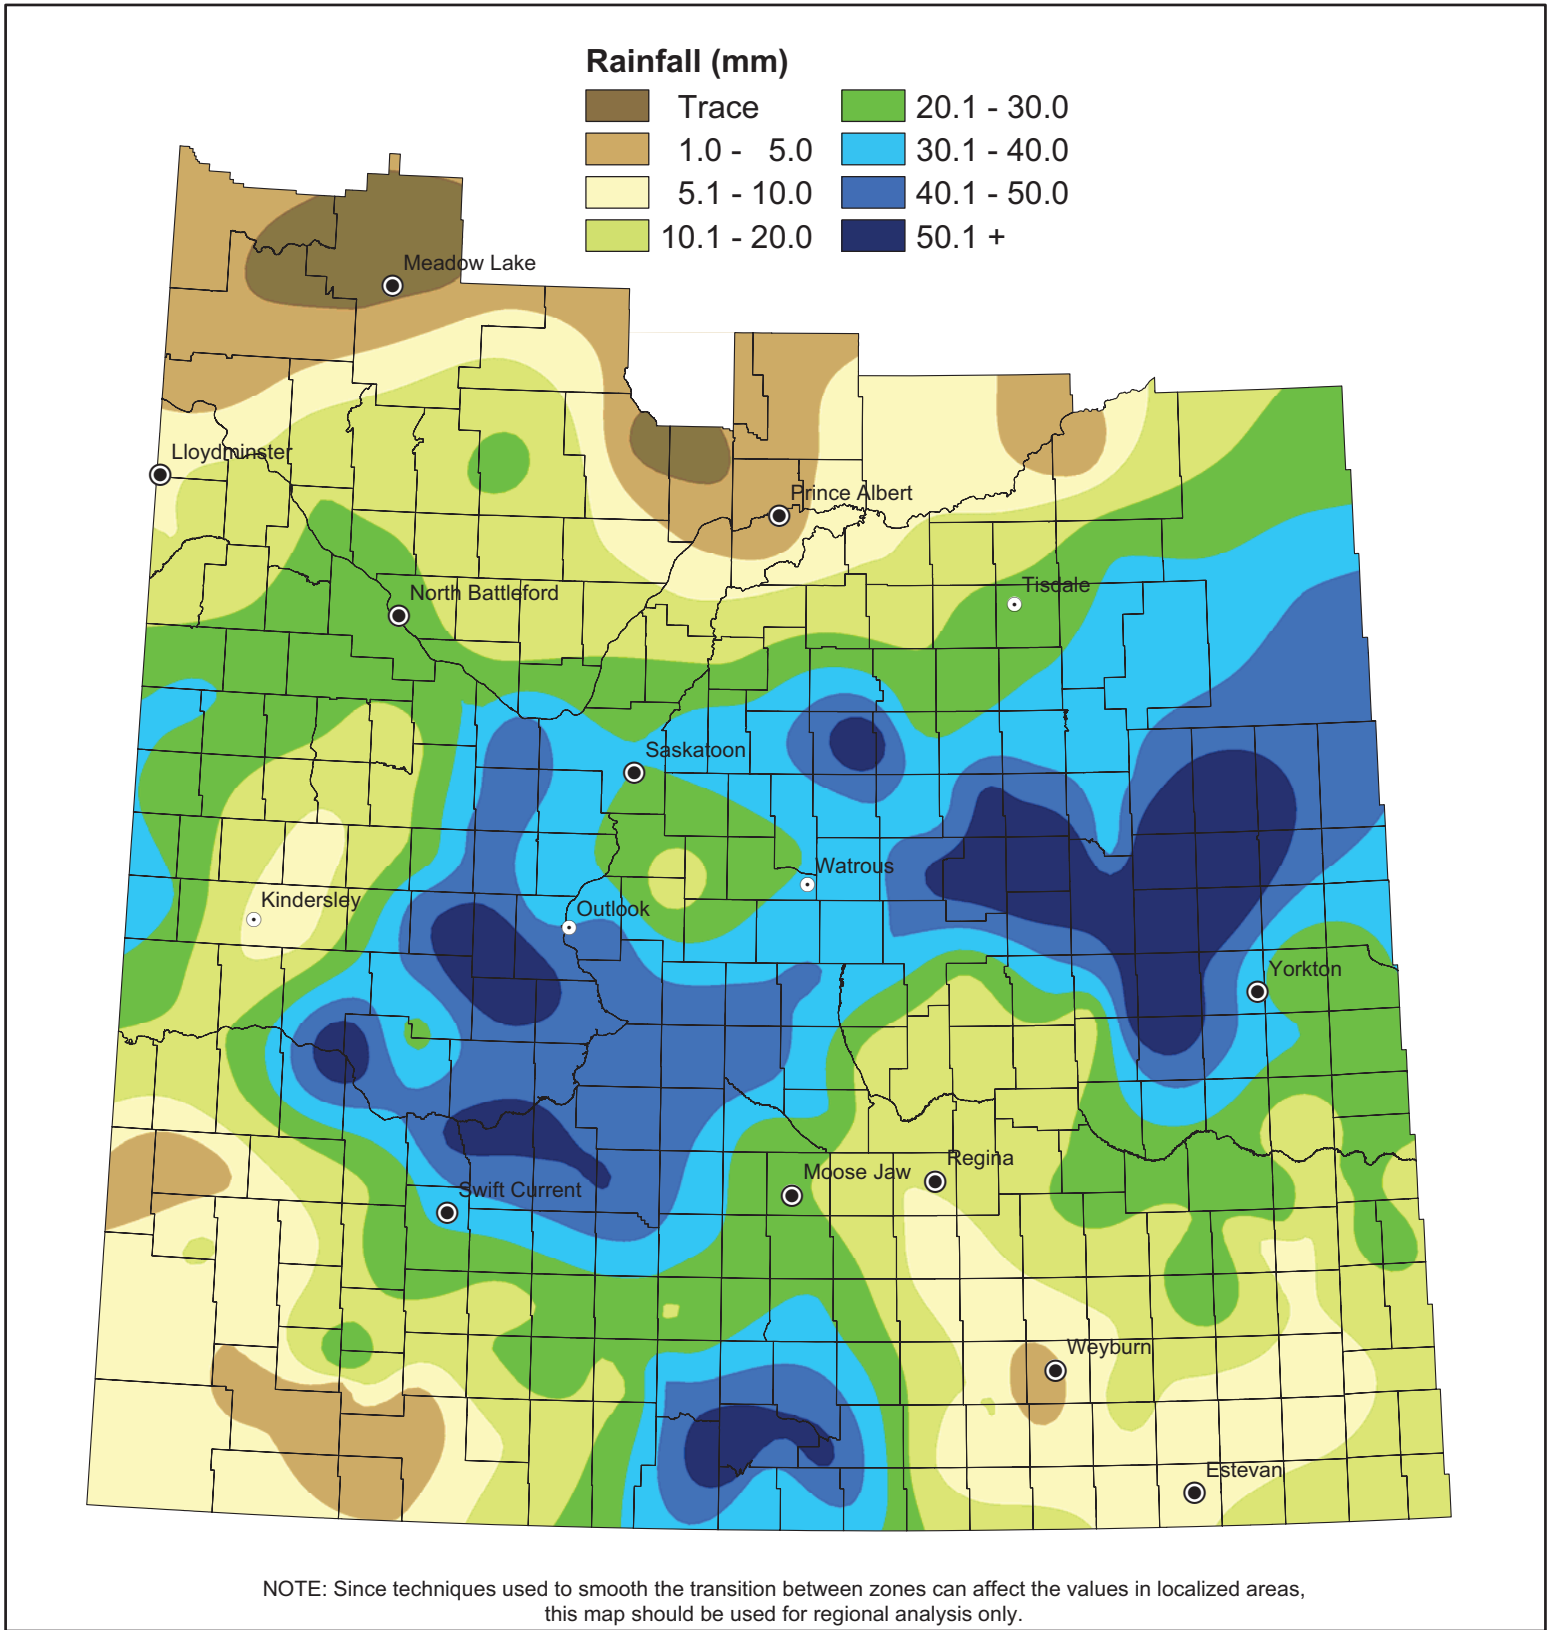 Rainfall (mm)
Trace
1.0 - 5.0
5.1 - 10.0
10.1 - 20.0
20.1 - 30.0
30.1 - 40.0
40.1 - 50.0
50.1 +
Meadow Lake
Lloydminster
Prince Albert
North Battleford
Tisdale
Saskatoon
Watrous
Kindersley
Outlook
Yorkton
Regina
Moose Jaw
Swift Current
Weyburn
Estevan
NOTE: Since techniques used to smooth the transition between zones can affect the values in localized areas,
this map should be used for regional analysis only.